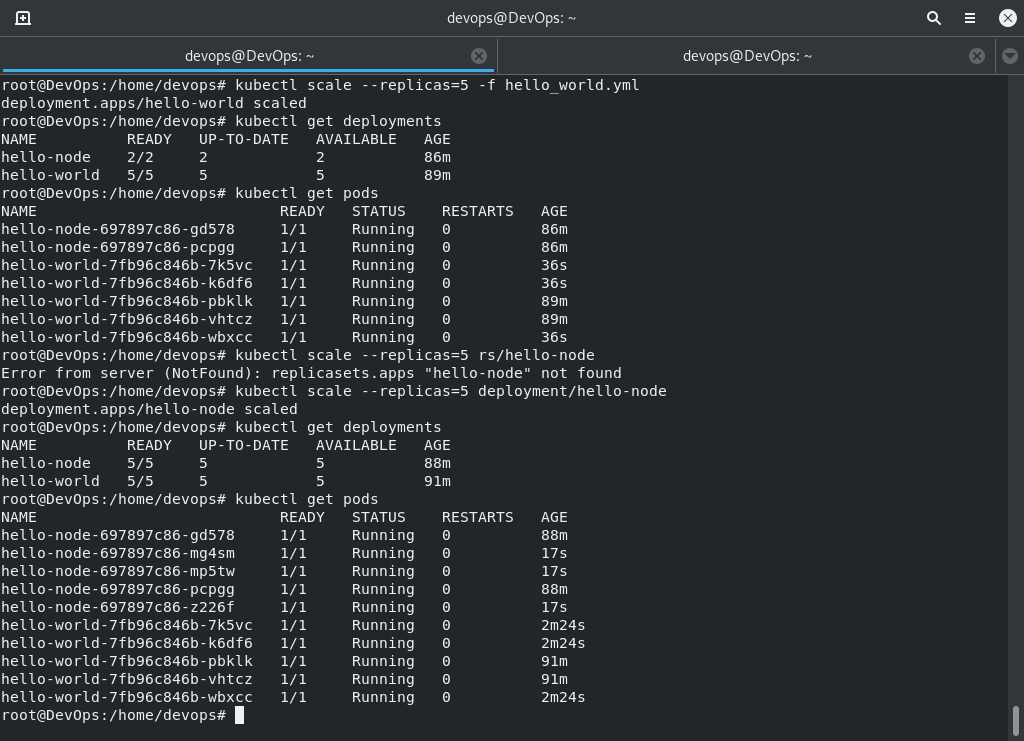 devops@DevOps: ~
devops@DevOps: ~
devops@DevOps: ~
root@DevOps:/home/devops# kubectl scale --replicas=5 -f hello_world.yml
deployment.apps/hello-world scaled
root@DevOps:/home/devops# kubectl get deployments
NAME          READY   UP-TO-DATE   AVAILABLE   AGE
hello-node    2/2     2            2           86m
hello-world   5/5     5            5           89m
root@DevOps:/home/devops# kubectl get pods
NAME                           READY   STATUS    RESTARTS   AGE
hello-node-697897c86-gd578     1/1     Running   0          86m
hello-node-697897c86-pcpgg     1/1     Running   0          86m
hello-world-7fb96c846b-7k5vc   1/1     Running   0          36s
hello-world-7fb96c846b-k6df6   1/1     Running   0          36s
hello-world-7fb96c846b-pbklk   1/1     Running   0          89m
hello-world-7fb96c846b-vhtcz   1/1     Running   0          89m
hello-world-7fb96c846b-wbxcc   1/1     Running   0          36s
root@DevOps:/home/devops# kubectl scale --replicas=5 rs/hello-node
Error from server (NotFound): replicasets.apps "hello-node" not found
root@DevOps:/home/devops# kubectl scale --replicas=5 deployment/hello-node
deployment.apps/hello-node scaled
root@DevOps:/home/devops# kubectl get deployments
NAME          READY   UP-TO-DATE   AVAILABLE   AGE
hello-node    5/5     5            5           88m
hello-world   5/5     5            5           91m
root@DevOps:/home/devops# kubectl get pods
NAME                           READY   STATUS    RESTARTS   AGE
hello-node-697897c86-gd578     1/1     Running   0          88m
hello-node-697897c86-mg4sm     1/1     Running   0          17s
hello-node-697897c86-mp5tw     1/1     Running   0          17s
hello-node-697897c86-pcpgg     1/1     Running   0          88m
hello-node-697897c86-z226f     1/1     Running   0          17s
hello-world-7fb96c846b-7k5vc   1/1     Running   0          2m24s
hello-world-7fb96c846b-k6df6   1/1     Running   0          2m24s
hello-world-7fb96c846b-pbklk   1/1     Running   0          91m
hello-world-7fb96c846b-vhtcz   1/1     Running   0          91m
hello-world-7fb96c846b-wbxcc   1/1     Running   0          2m24s
root@DevOps:/home/devops#